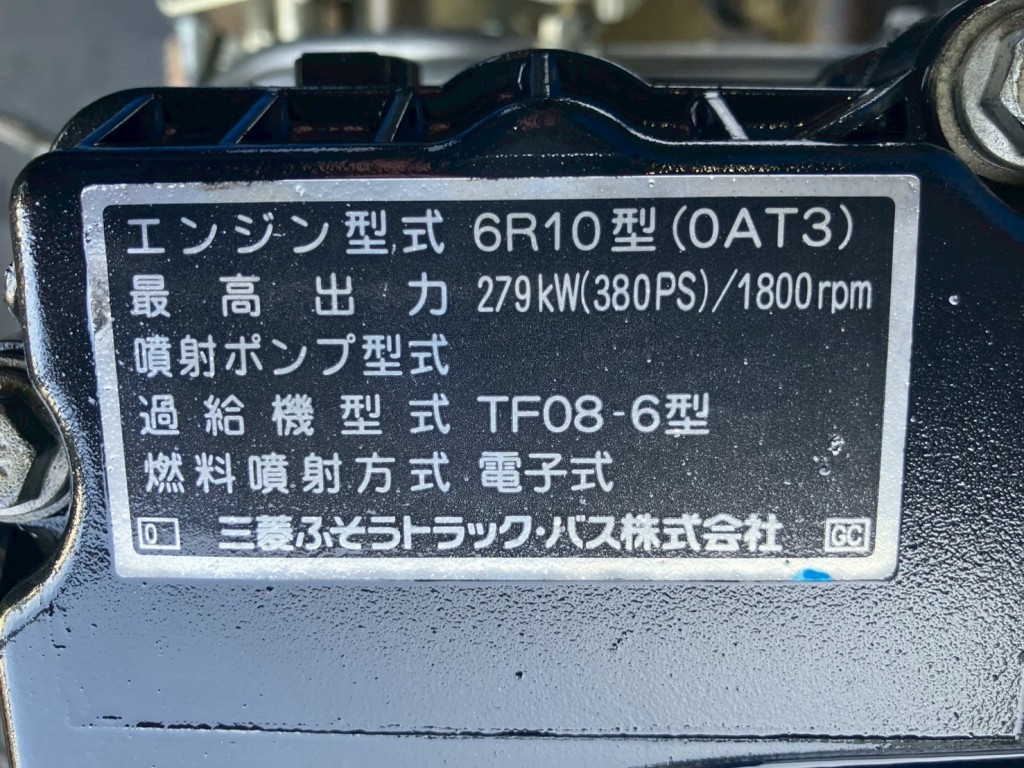 エンジン型式 6R10型(0AT3)
最高出力 279kW(380PS)/1800rpm
噴射ポンプ型式
過給機型式 TF08-6型
燃料噴射方式 電子式
0 三菱ふそうトラック・バス株式会社 GC